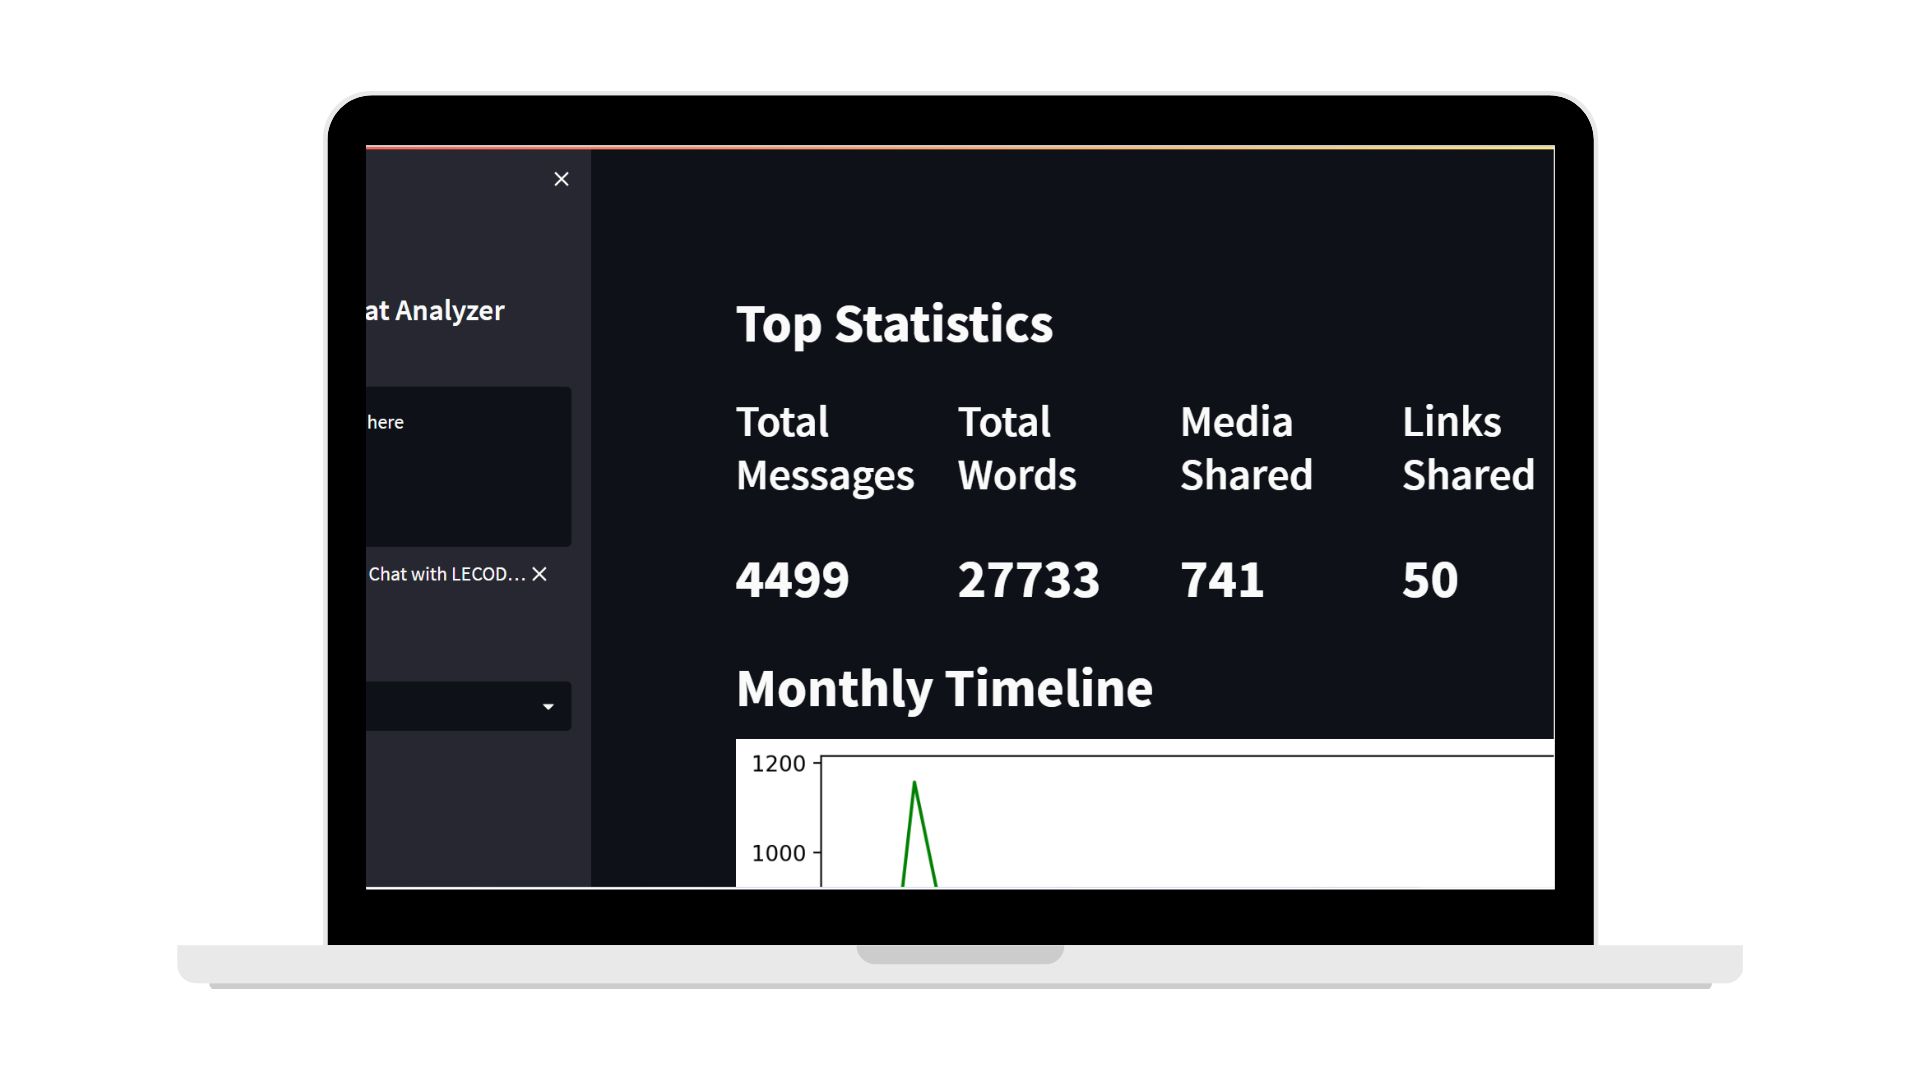 at Analyzer
here
Chat with LECOD...
Top Statistics
Total Messages
Total Words
Media Shared
Links Shared
4499
27733
741
50
Monthly Timeline
1200
1000